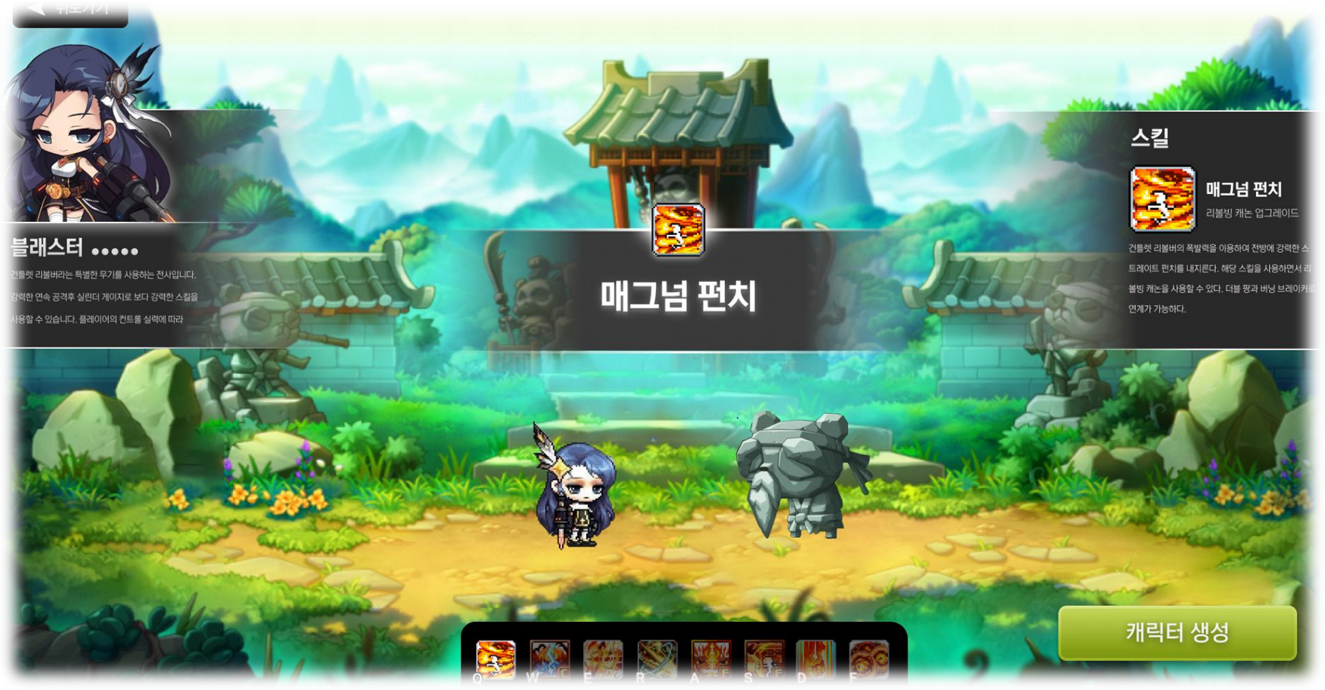 뒤로가기
블래스터
건틀렛 리볼버라는 특별한 무기를 사용하는 전사입니다.
강력한 연속 공격후 실린더 게이지로 보다 강력한 스킬을
사용할 수 있습니다. 플레이어의 컨트롤 실력에 따라
매그넘 펀치
스킬
매그넘 펀치
리볼빙 캐논 업그레이드
건틀렛 리볼버의 폭발력을 이용하여 전방에 강력한 스
트레이트 펀치를 내지른다. 해당 스킬을 사용하면서 리
볼빙 캐논을 사용할 수 있다. 더블 팡과 버닝 브레이커로
연계가 가능하다.
캐릭터 생성
Q W E R A S D F